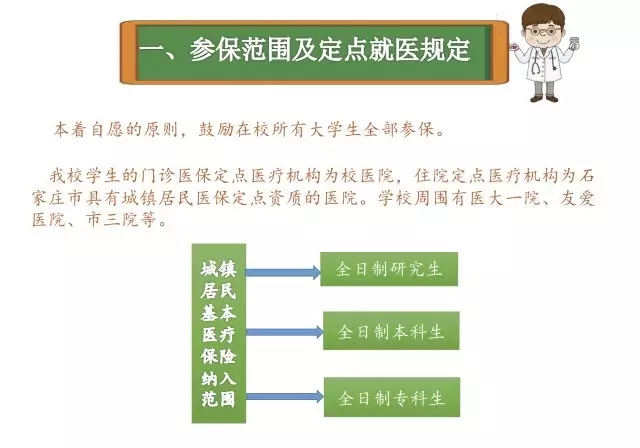 一、参保范围及定点就医规定
本着自愿的原则，鼓励在校所有大学生全部参保。
我校学生的门诊医保定点医疗机构为校医院，住院定点医疗机构为石
家庄市具有城镇居民医保定点资质的医院。学校周围有医大一院、友爱
医院、市三院等。
城镇
居民
基本
医疗
保险
纳入
范围
全日制研究生
全日制本科生
全日制专科生